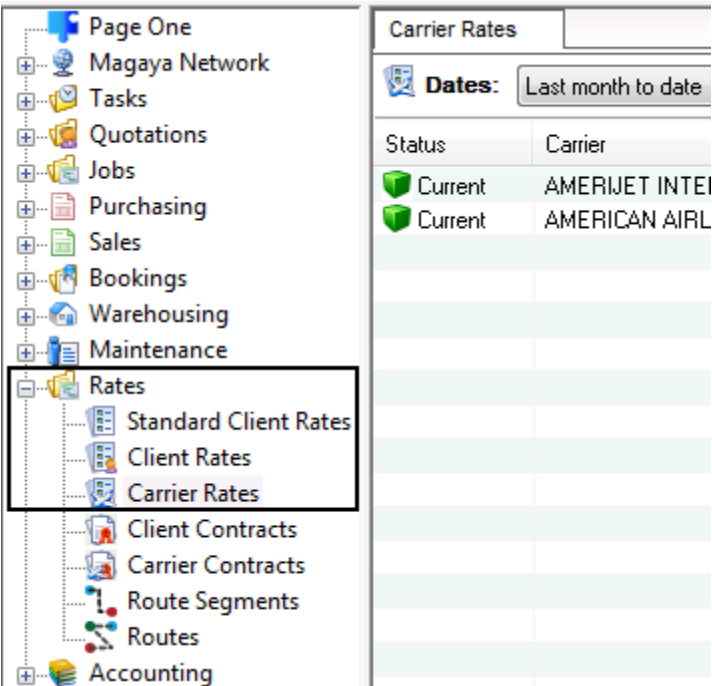 Page One
Magaya Network
Tasks
Quotations
Jobs
Purchasing
Sales
Bookings
Warehousing
Maintenance
Rates
Standard Client Rates
Client Rates
Carrier Rates
Client Contracts
Carrier Contracts
Route Segments
Routes
Accounting
Carrier Rates
Dates: Last month to date
Status Carrier
Current AMERIJET INTE
Current AMERICAN AIRL